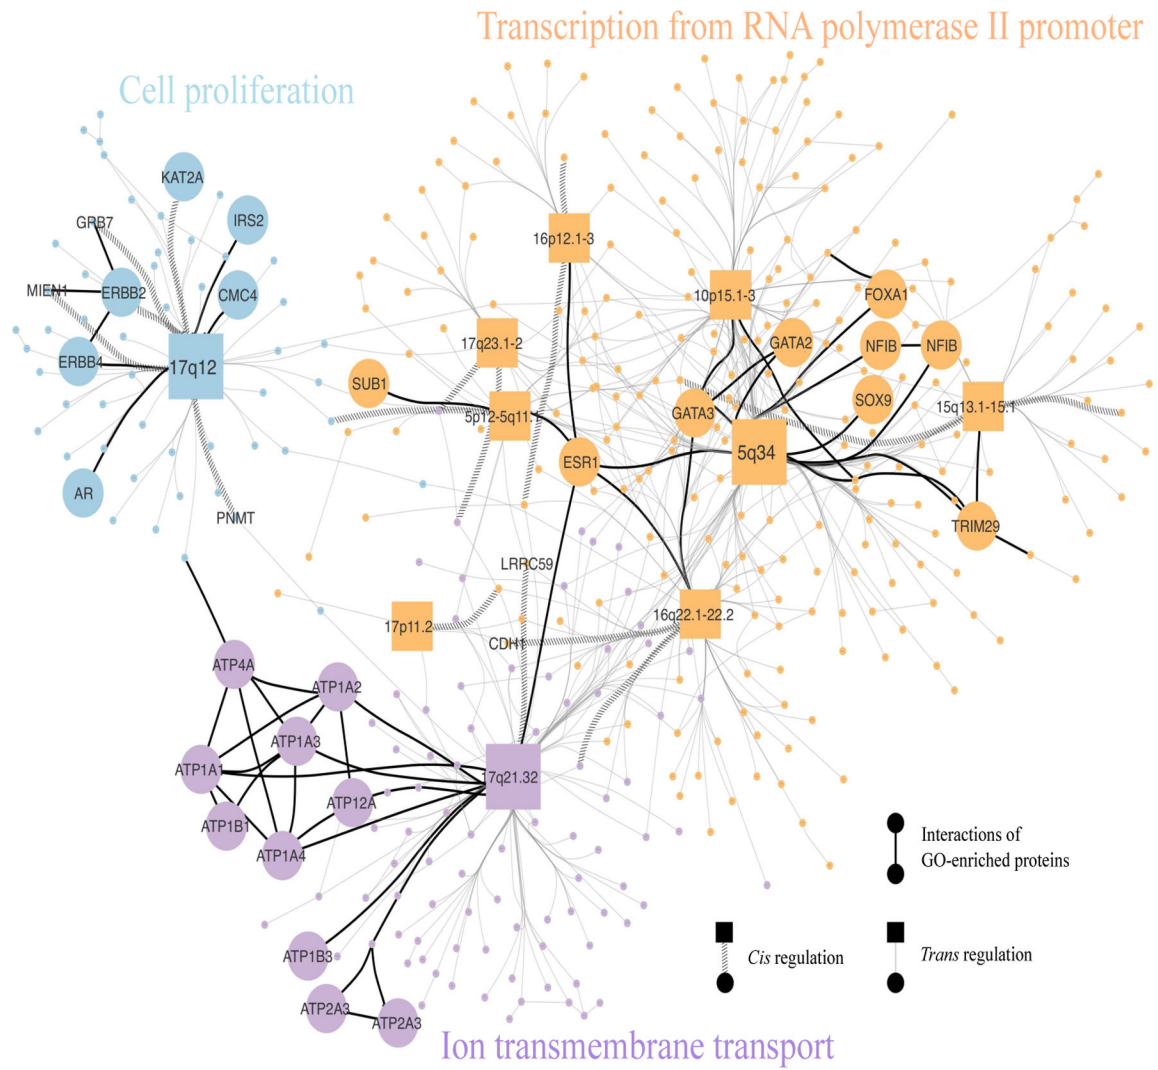 Transcription from RNA polymerase II promoter
Cell proliferation
KAT2A
GRB7
IRS2
16p12.1-3
MIEN1
ERBB2
CMC4
10p15.1-3
FOXA1
17q23.1-2
GATA2
NFIB
NFIB
ERBB4
17q12
SUB1
5p12-5q11.
GATA3
SOX9
15q13.1-15.1
5q34
ESR1
AR
PNMT
TRIM29
LRRC59
17p11.2
16q22.1-22.2
CDH1
ATP4A
ATP1A2
ATP1A3
ATP1A1
17q21.32
ATP12A
ATP1B1
ATP1A4
Interactions of
GO-enriched proteins
ATP1B3
Cis regulation
Trans regulation
ATP2A3
ATP2A3
Ion transmembrane transport